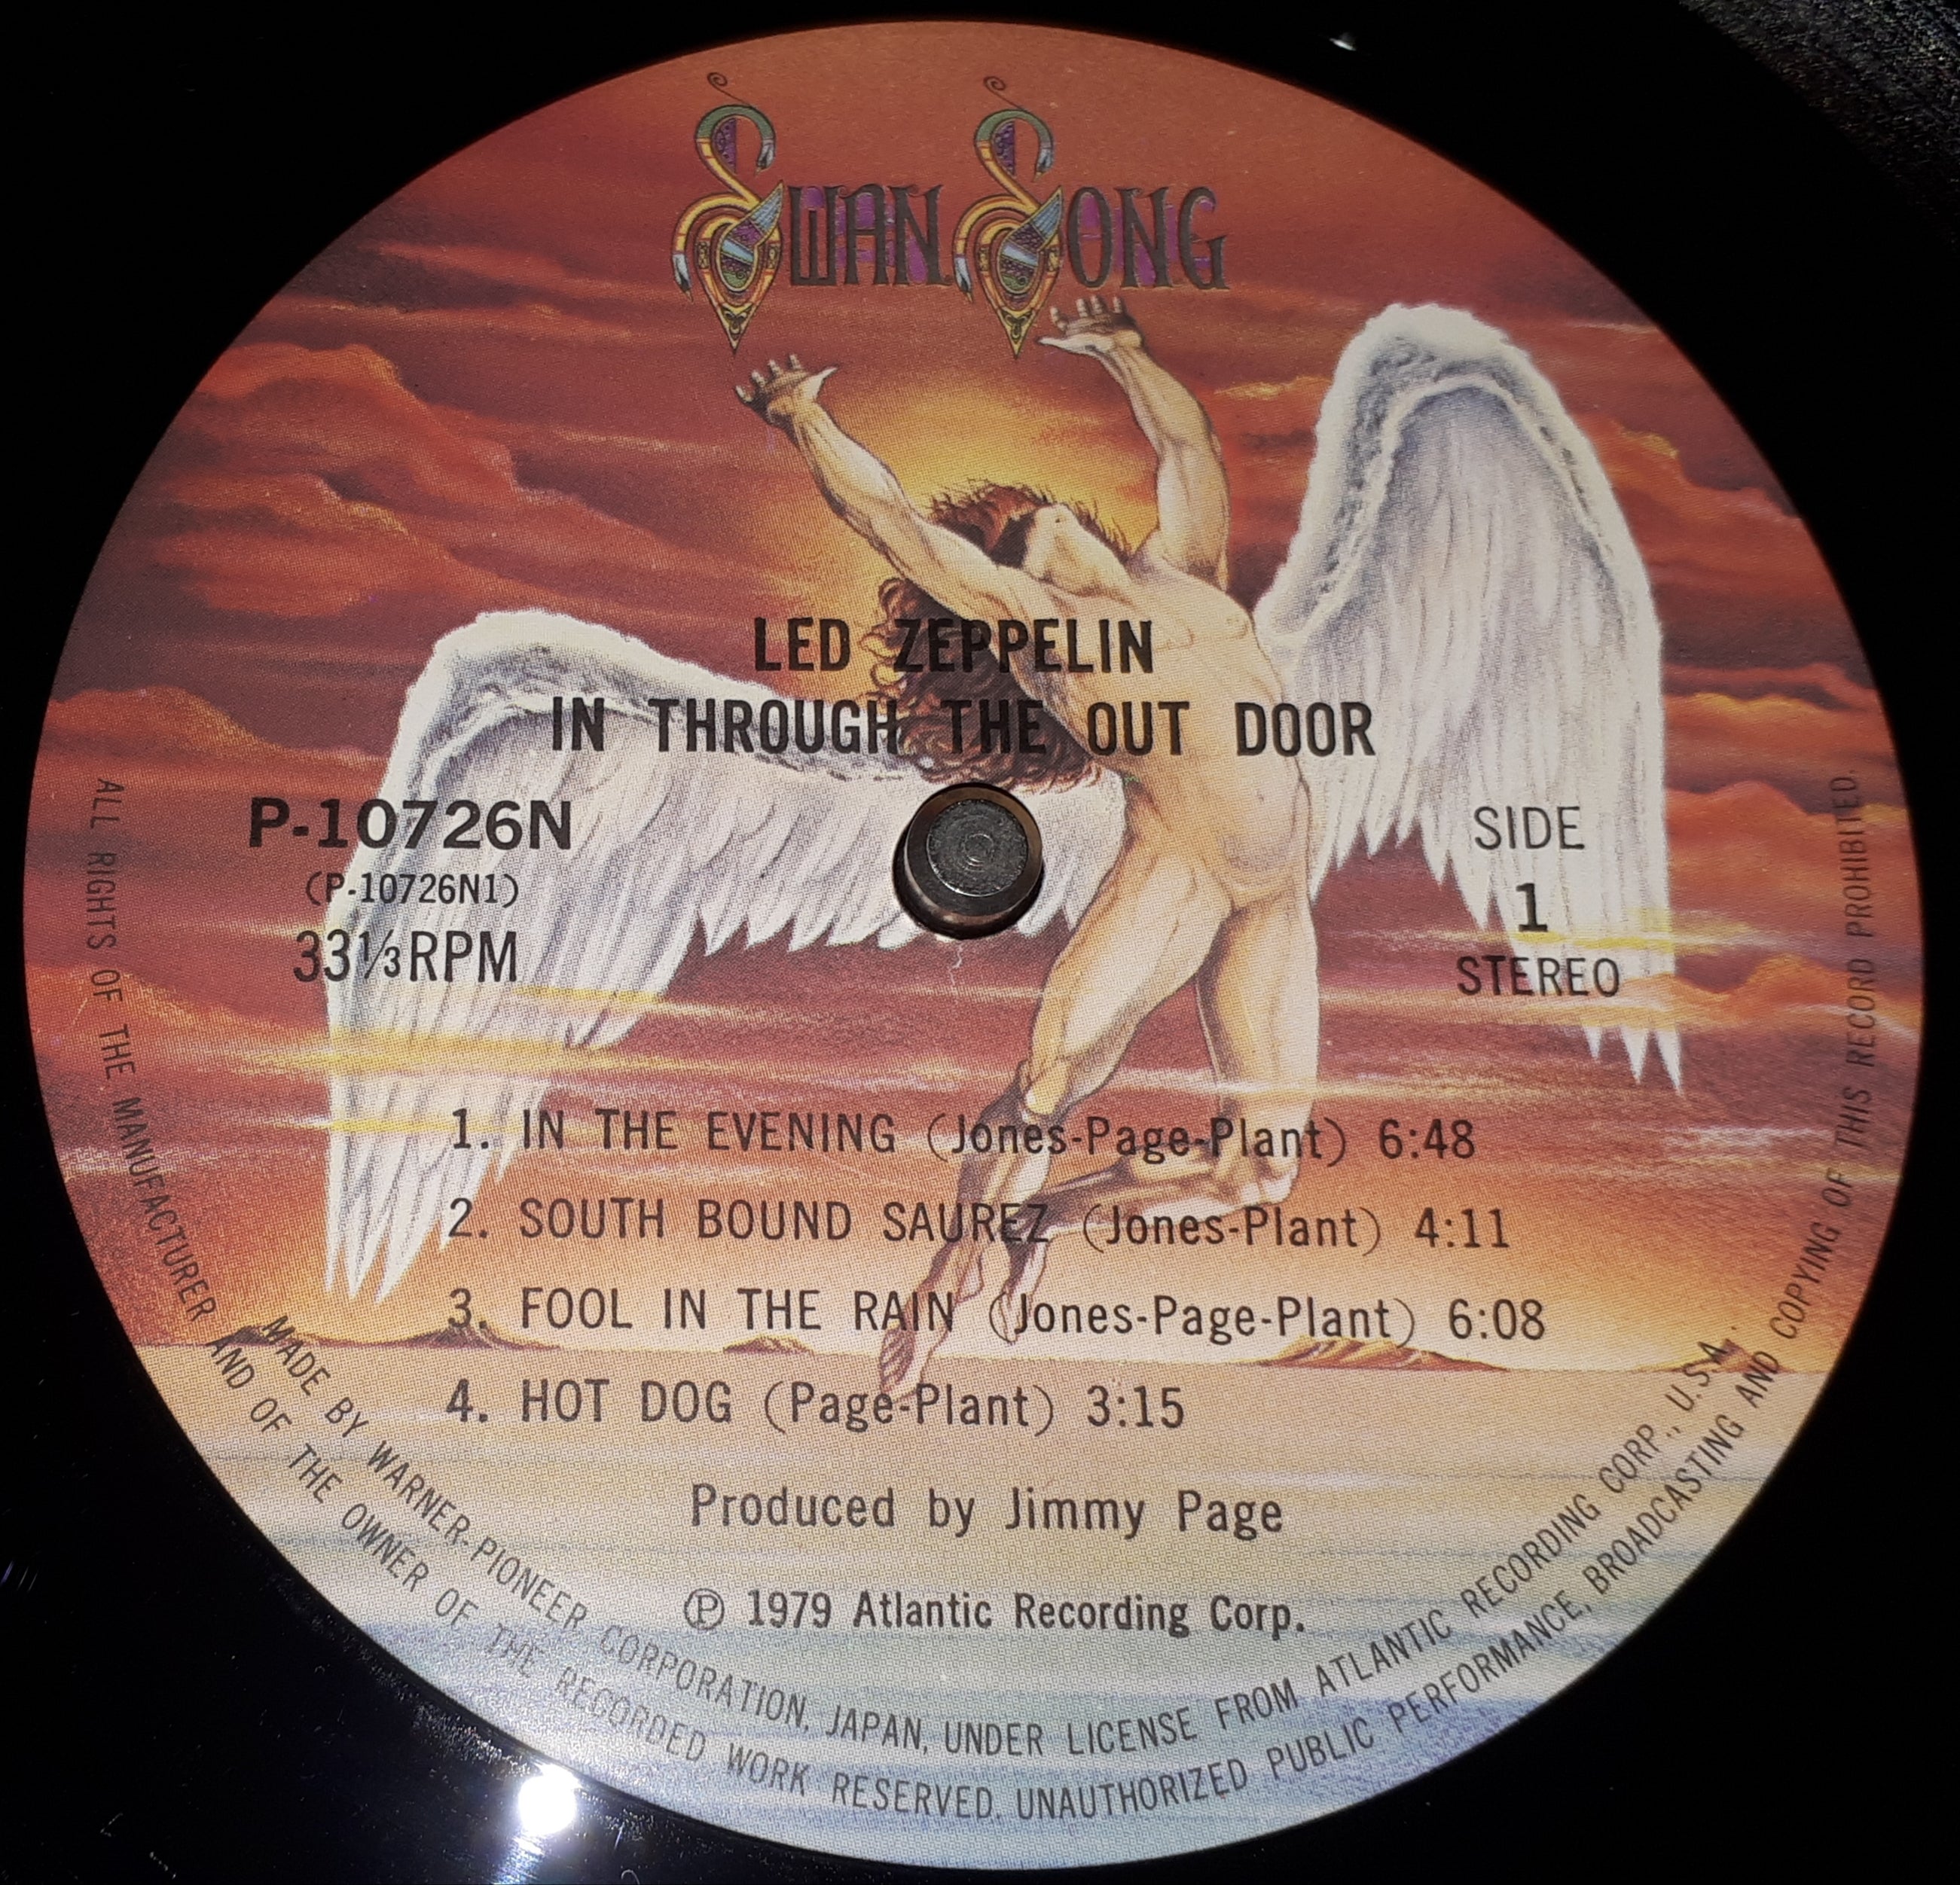 SWAN SONG
LED ZEPPELIN
IN THROUGH THE OUT DOOR
P-10726N
(P-10726N1)
33⅓RPM
SIDE
1
STEREO
1. IN THE EVENING (Jones-Page-Plant) 6:48
2. SOUTH BOUND SAUREZ (Jones-Plant) 4:11
3. FOOL IN THE RAIN (Jones-Page-Plant) 6:08
4. HOT DOG (Page-Plant) 3:15
Produced by Jimmy Page
℗ 1979 Atlantic Recording Corp.
MADE BY WARNER-PIONEER CORPORATION, JAPAN, UNDER LICENSE FROM ATLANTIC RECORDING CORP., U.S.A.
ALL RIGHTS OF THE MANUFACTURER AND OF THE OWNER OF THE RECORDED WORK RESERVED. UNAUTHORIZED PUBLIC PERFORMANCE, BROADCASTING AND COPYING OF THIS RECORD PROHIBITED.